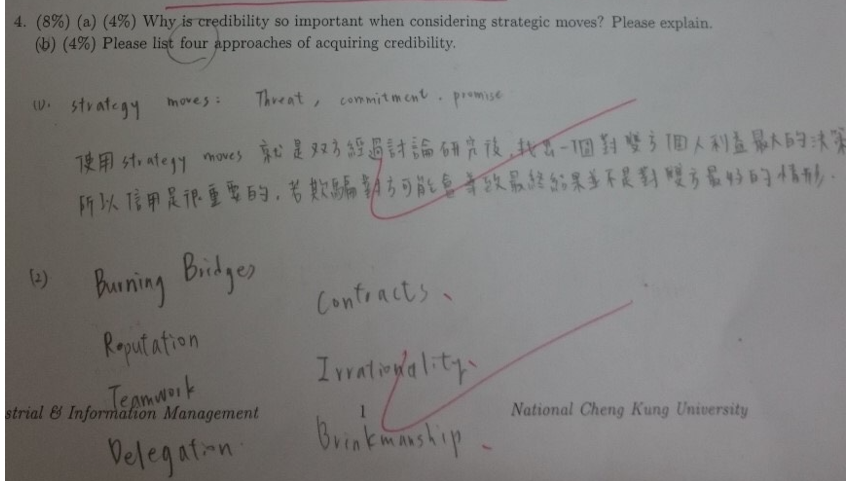 4. (8%) (a) (4%) Why is credibility so important when considering strategic moves? Please explain.
(b) (4%) Please list four approaches of acquiring credibility.
(1). strategy moves: Threat, commitment. promise
使用 strategy moves 就是双方經過討論研究後,找出一個對雙方個人利益最大的決策
所以信用是很重要的,若欺騙對方可能會導致最終結果並不是對雙方最好的情形.
(2) Burning Bridges
Contracts、
Reputation
Irrationality、
Teamwork
strial & Information Management 1 National Cheng Kung University
Delegation
Brinkmanship、